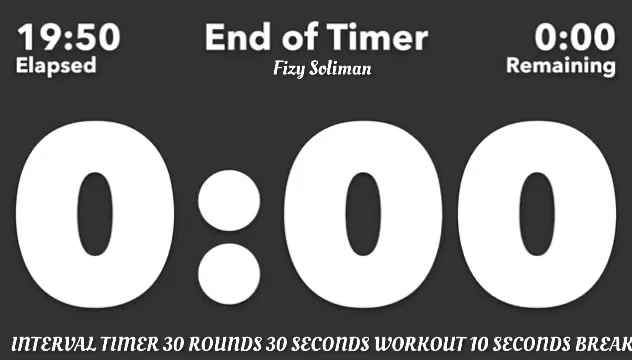 19:50 End of Timer 0:00
Elapsed Fizy Soliman Remaining
0:00
INTERVAL TIMER 30 ROUNDS 30 SECONDS WORKOUT 10 SECONDS BREAK